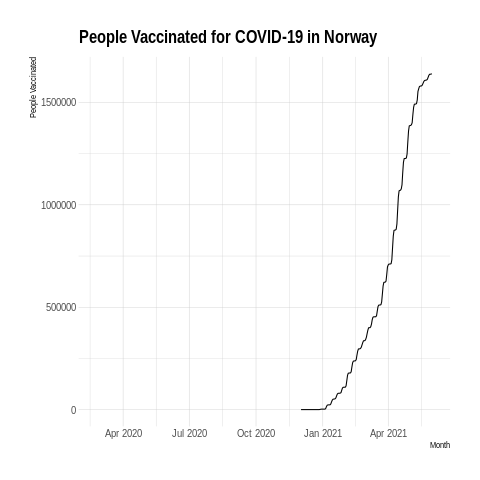 People Vaccinated for COVID-19 in Norway
People Vaccinated
1500000
1000000
500000
0
Apr 2020 Jul 2020 Oct 2020 Jan 2021 Apr 2021
Month